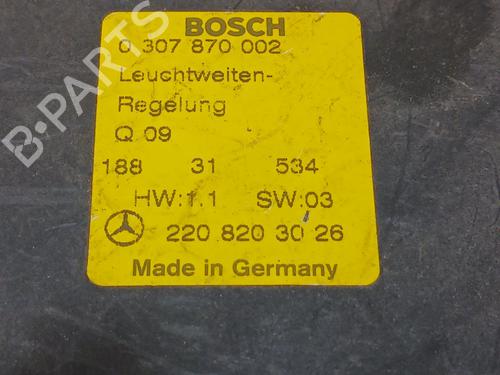 BOSCH
0 307 870 002
Leuchtweiten-
Regelung
Q 09
188 31 534
HW:1.1 SW:03
220 820 30 26
Made in Germany
B-PARTS